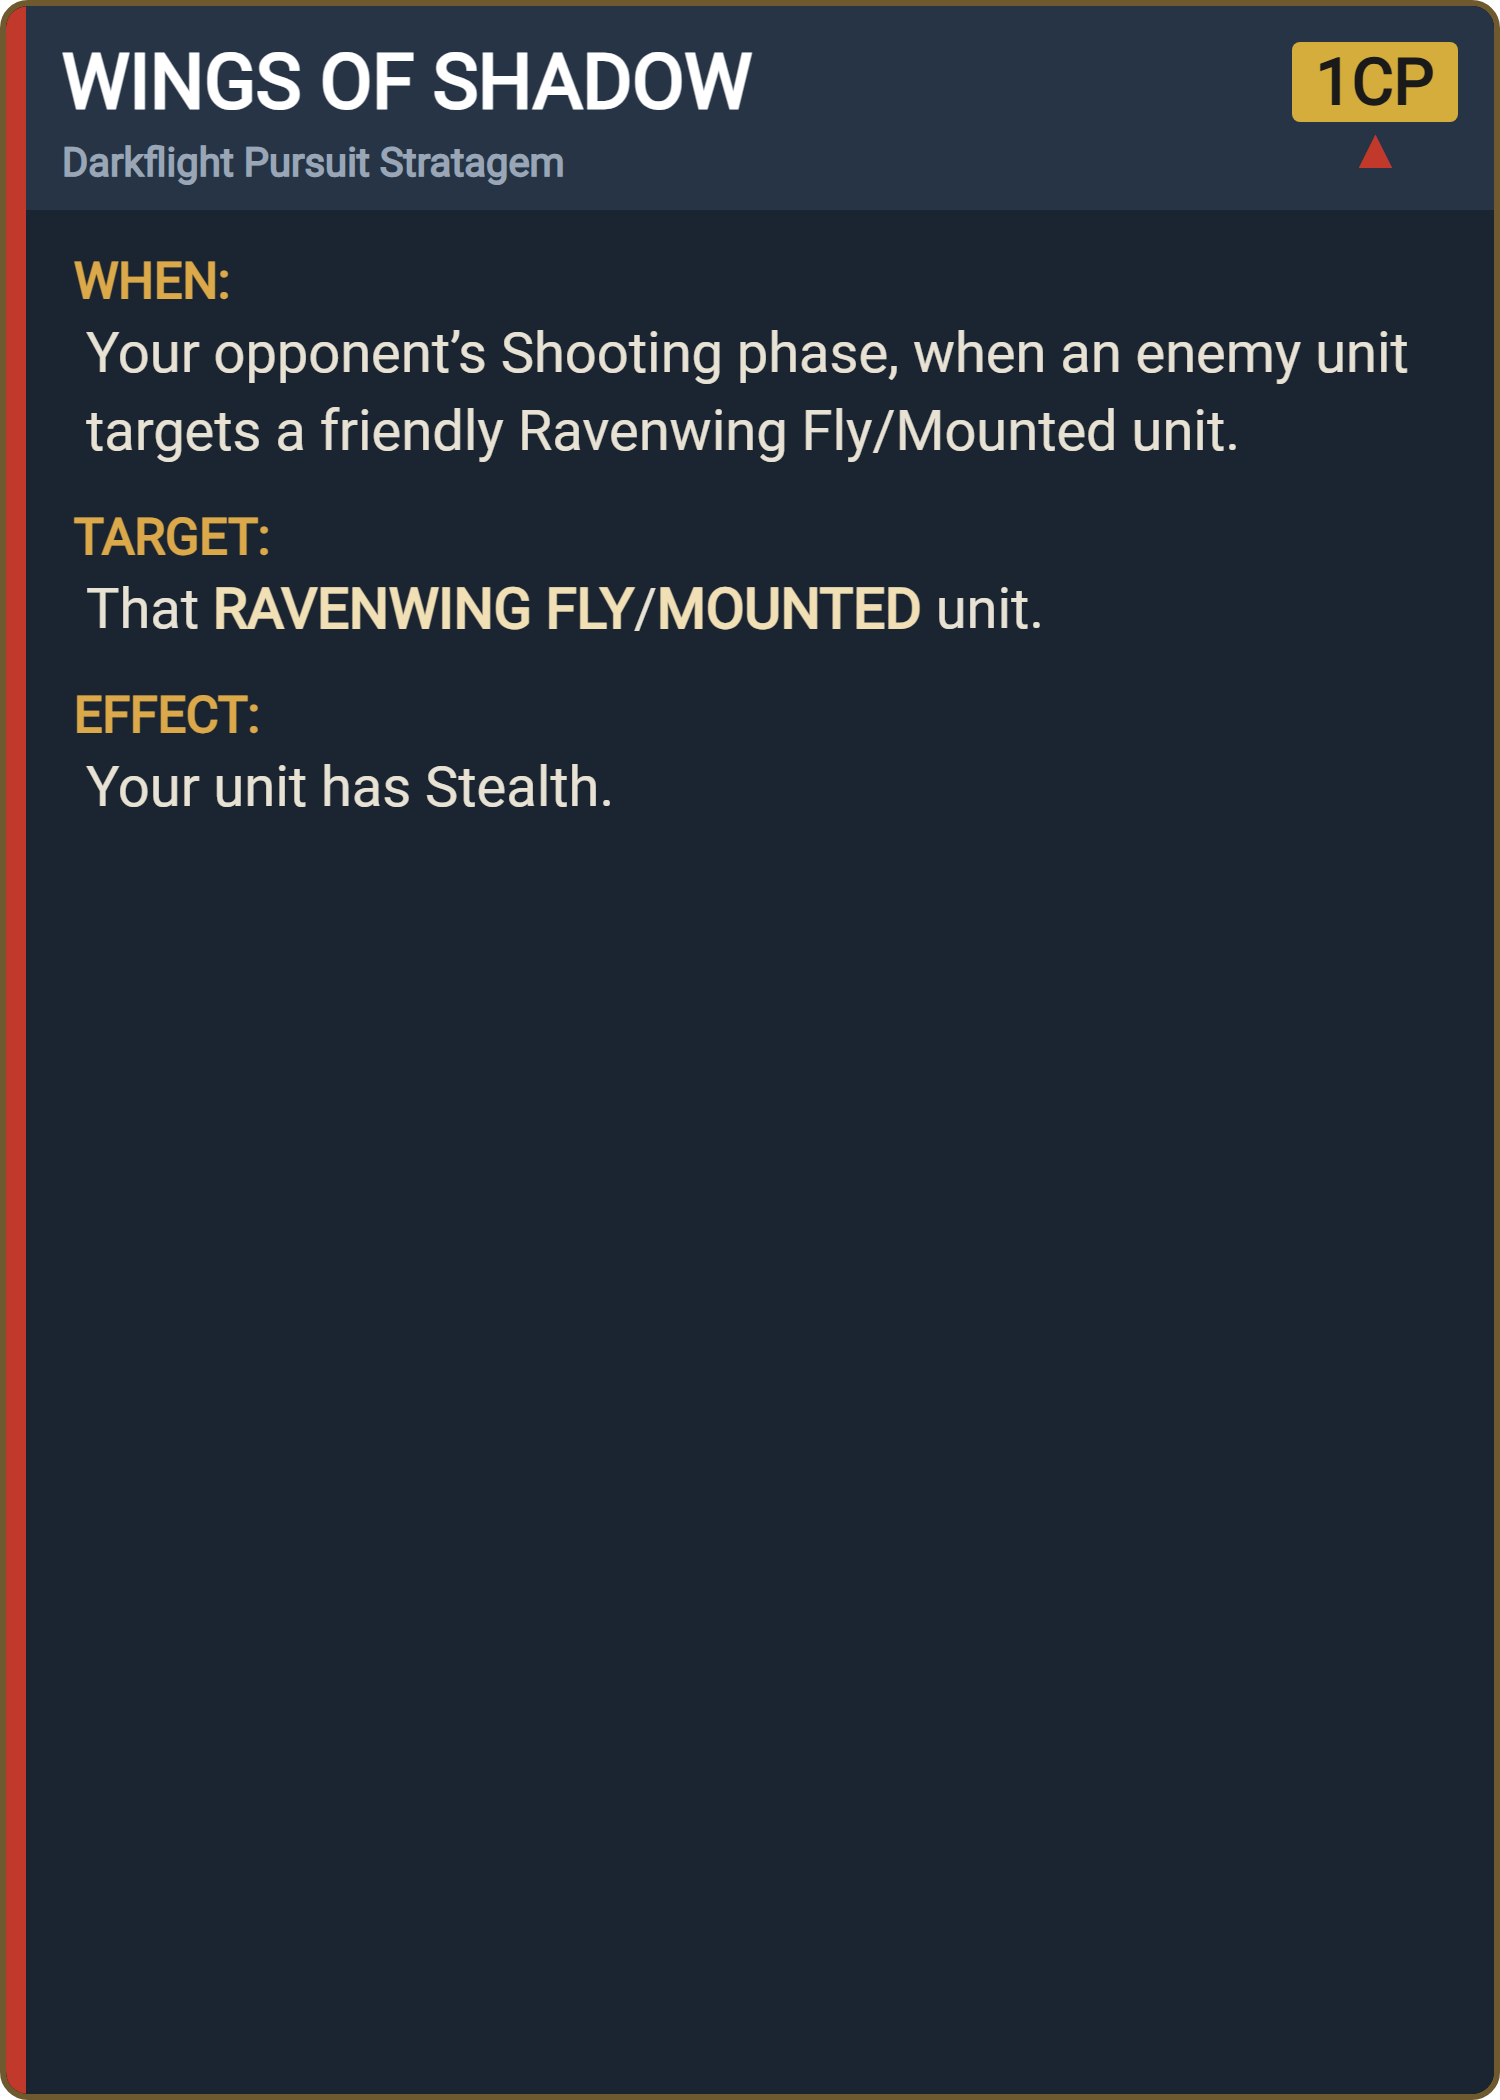 WINGS OF SHADOW
1CP
Darkflight Pursuit Stratagem
WHEN:
Your opponent’s Shooting phase, when an enemy unit
targets a friendly Ravenwing Fly/Mounted unit.
TARGET:
That RAVENWING FLY/MOUNTED unit.
EFFECT:
Your unit has Stealth.